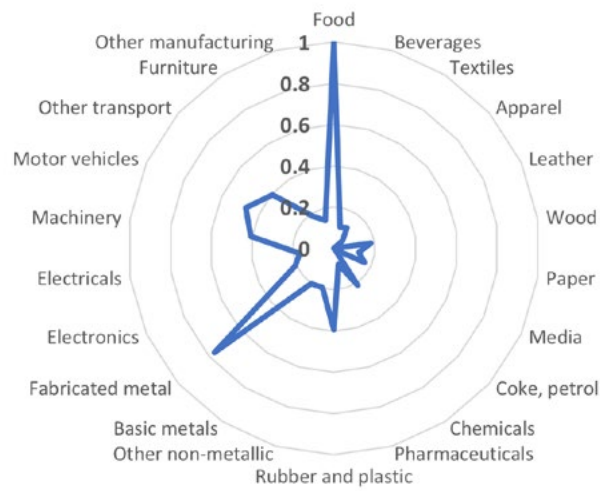 Food
Other manufacturing 1 Beverages
Furniture Textiles
0.8
Other transport Apparel
0.6
Motor vehicles Leather
0.4
Machinery 0.2 Wood
0
Electricals Paper
Electronics Media
Fabricated metal Coke, petrol
Basic metals Chemicals
Other non-metallic Pharmaceuticals
Rubber and plastic